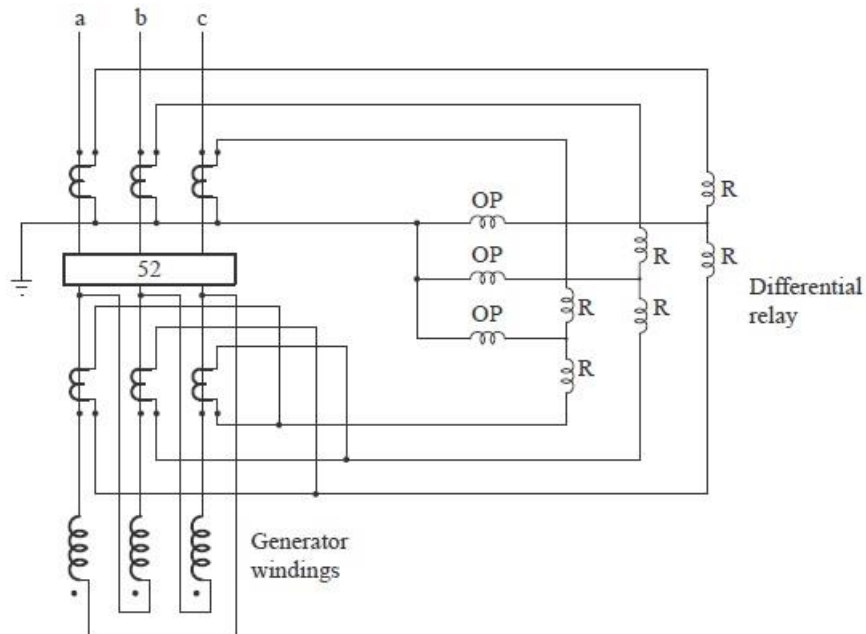 a b c
R
OP
R
R
OP
52
Differential
relay
R
OP
R
R
Generator
windings